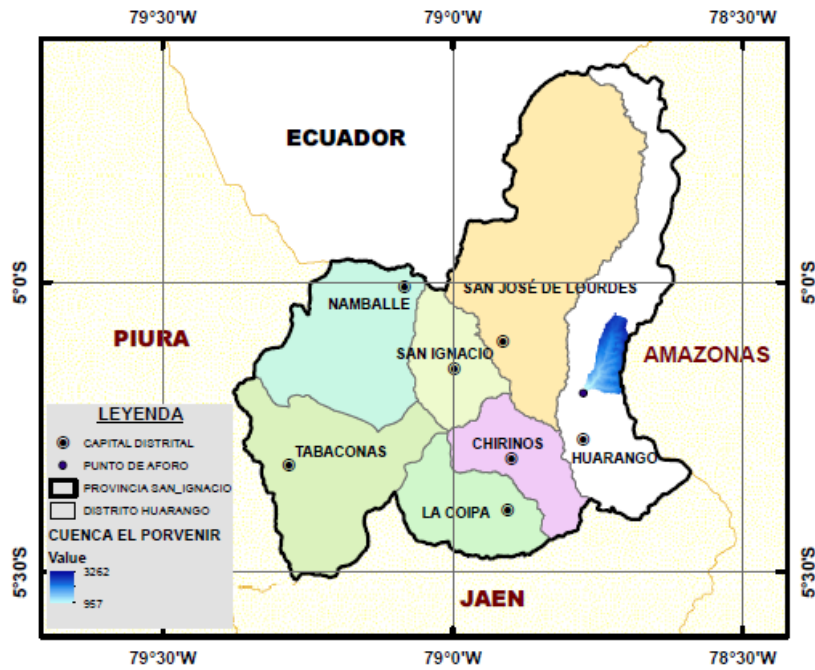 79°30'W 79°0'W 78°30'W
ECUADOR
5°0'S 5°0'S
SAN JOSÉ DE LOURDES
NAMBALLE
PIURA
SAN IGNACIO
AMAZONAS
LEYENDA
CAPITAL DISTRITAL
PUNTO DE AFORO
PROVINCIA SAN_IGNACIO
DISTRITO HUARANGO
CUENCA EL PORVENIR
Value
3262
957
TABACONAS
CHIRINOS
HUARANGO
LA COIPA
5°30'S 5°30'S
JAEN
79°30'W 79°0'W 78°30'W